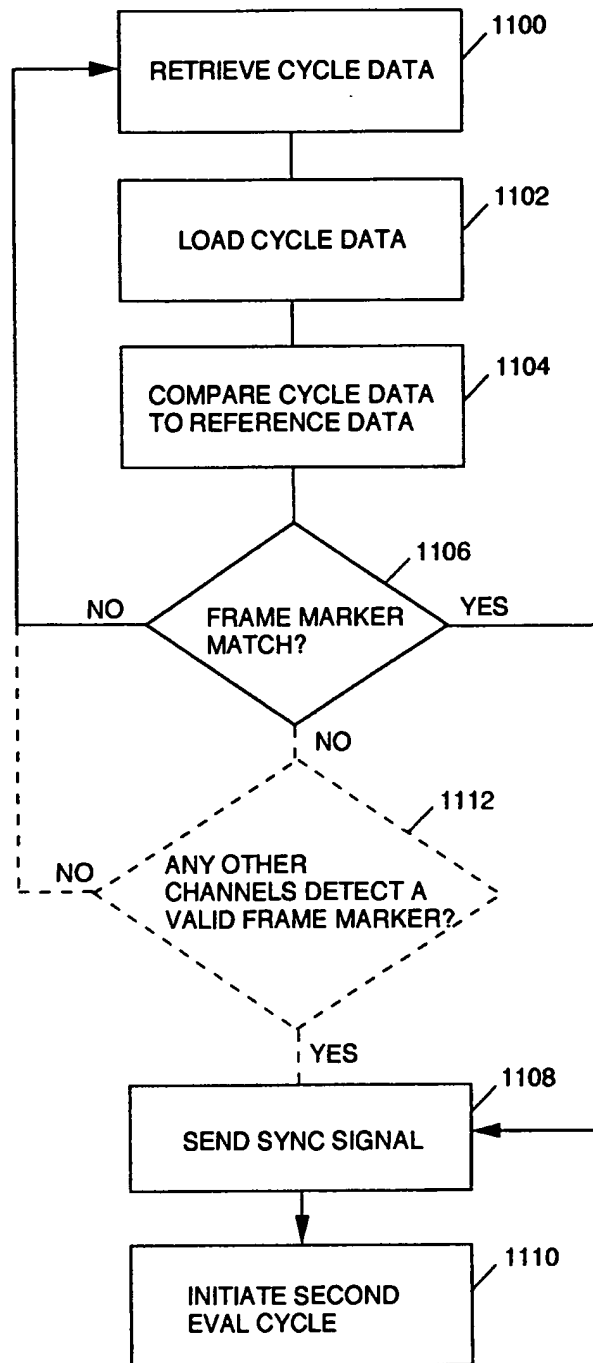 1100
RETRIEVE CYCLE DATA
1102
LOAD CYCLE DATA
1104
COMPARE CYCLE DATA
TO REFERENCE DATA
1106
NO
YES
FRAME MARKER
MATCH?
NO
1112
NO
ANY OTHER
CHANNELS DETECT A
VALID FRAME MARKER?
YES
1108
SEND SYNC SIGNAL
1110
INITIATE SECOND
EVAL CYCLE